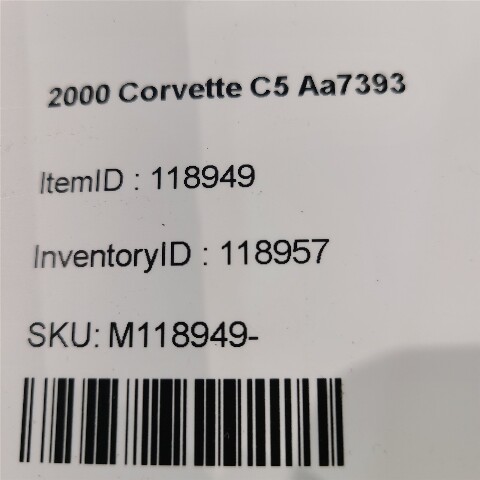 2000 Corvette C5 Aa7393
ItemID : 118949
InventoryID : 118957
SKU: M118949-